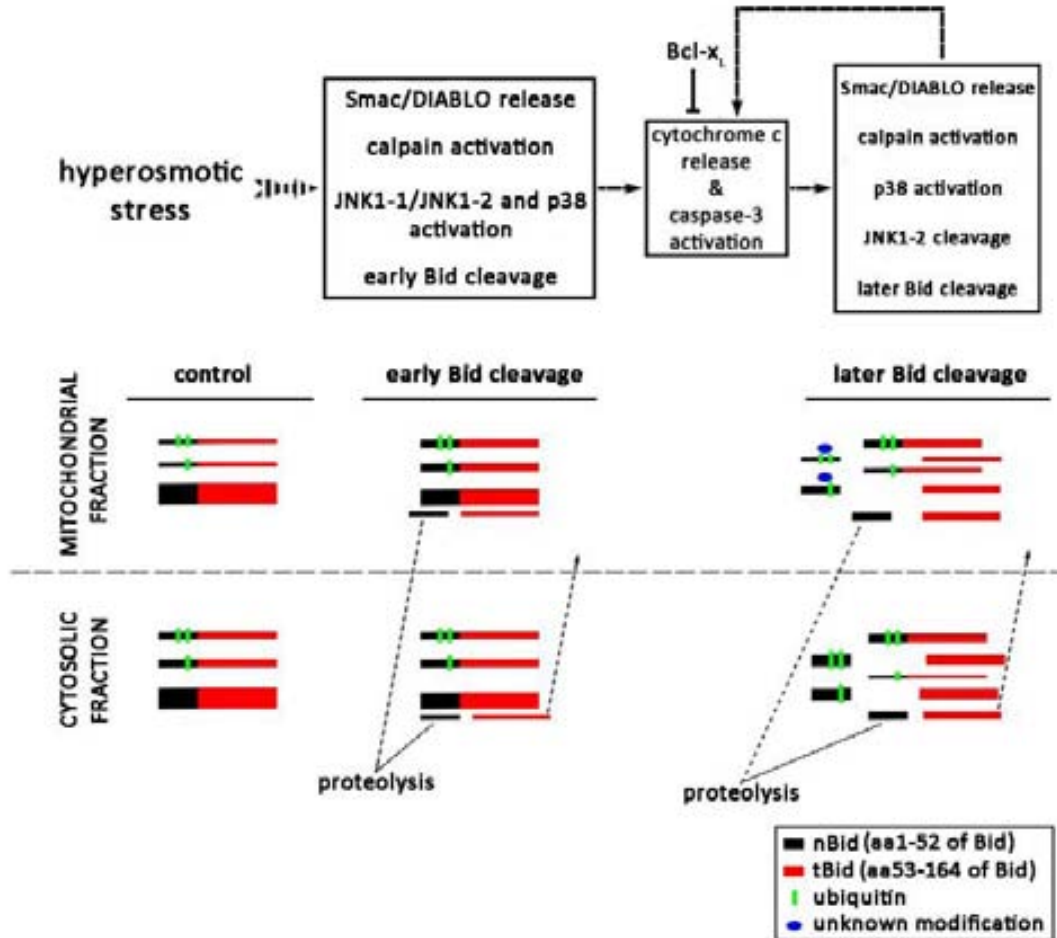 hyperosmotic
stress
Smac/DIABLO release
calpain activation
JNK1-1/JNK1-2 and p38
activation
early Bid cleavage
Bcl-xL
cytochrome c
release
&
caspase-3
activation
Smac/DIABLO release
calpain activation
p38 activation
JNK1-2 cleavage
later Bid cleavage
control
early Bid cleavage
later Bid cleavage
MITOCHONDRIAL
FRACTION
CYTOSOLIC
FRACTION
proteolysis
proteolysis
nBid (aa1-52 of Bid)
tBid (aa53-164 of Bid)
ubiquitin
unknown modification